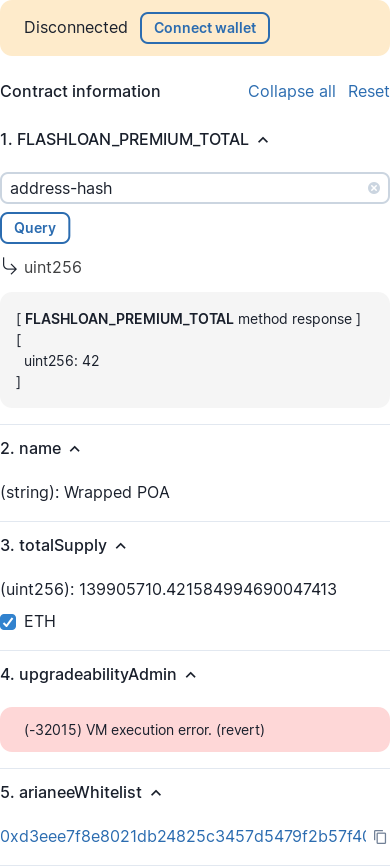 Disconnected Connect wallet
Contract information Collapse all Reset
1. FLASHLOAN_PREMIUM_TOTAL
address-hash
Query
uint256
[ FLASHLOAN_PREMIUM_TOTAL method response ]
[
uint256: 42
]
2. name
(string): Wrapped POA
3. totalSupply
(uint256): 139905710.421584994690047413
ETH
4. upgradeabilityAdmin
(-32015) VM execution error. (revert)
5. arianeeWhitelist
0xd3eee7f8e8021db24825c3457d5479f2b57f40